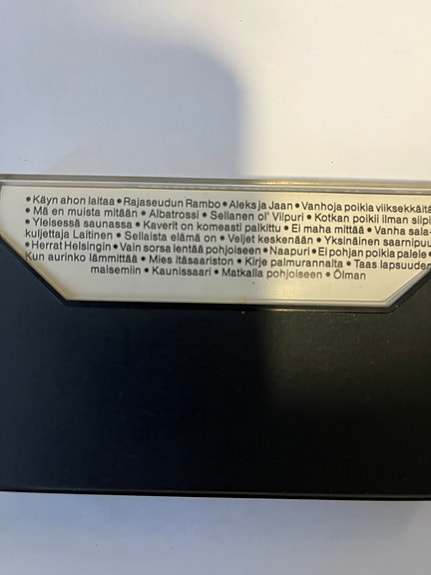 • Käyn ahon laitaa • Rajaseudun Rambo • Aleks ja Jaan • Vanhoja poikia viiksekkäitä
• Mä en muista mitään • Albatrossi • Sellanen ol' Viipuri • Kotkan poikii ilman siipii
• Yleisessä saunassa • Kaverit on komeasti palkittu • Ei maha mittää • Vanha sala-
kuljettaja Laitinen • Sellaista elämä on • Veljet keskenään • Yksinäinen saarnipuu
• Herrat Helsingin • Vain sorsa lentää pohjoiseen • Naapuri • Ei pohjan poikia palele •
Kun aurinko lämmittää • Mies itäsaariston • Kirje palmurannalta • Taas lapsuuden
maisemiin • Kaunissaari • Matkalla pohjoiseen • Ölman